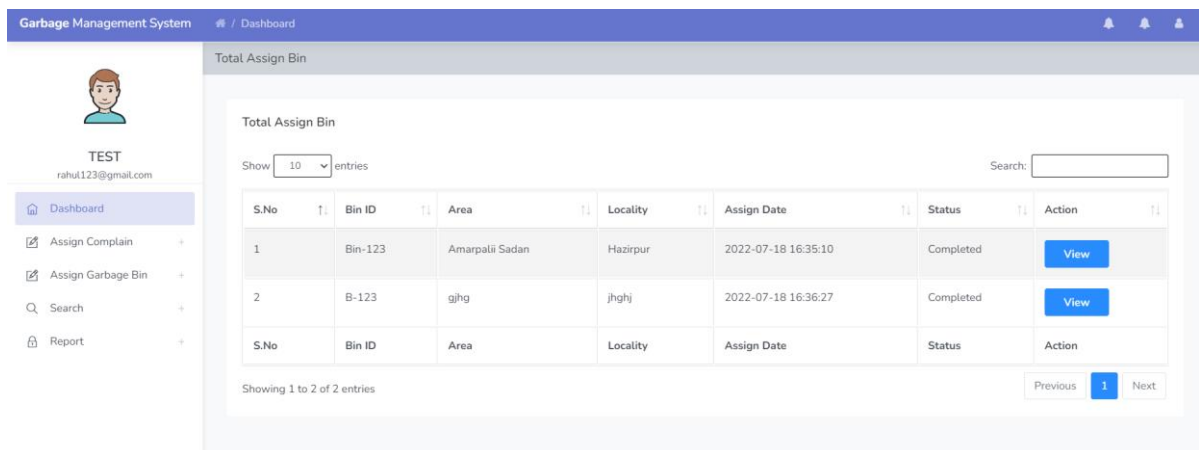 Garbage Management System / Dashboard
Total Assign Bin
TEST
rahul123@gmail.com
Dashboard
Assign Complain +
Assign Garbage Bin +
Search +
Report +
Total Assign Bin
Show 10 entries Search:
S.No Bin ID Area Locality Assign Date Status Action
1 Bin-123 Amarpalii Sadan Hazirpur 2022-07-18 16:35:10 Completed View
2 B-123 gjhg jhghj 2022-07-18 16:36:27 Completed View
S.No Bin ID Area Locality Assign Date Status Action
Showing 1 to 2 of 2 entries Previous 1 Next